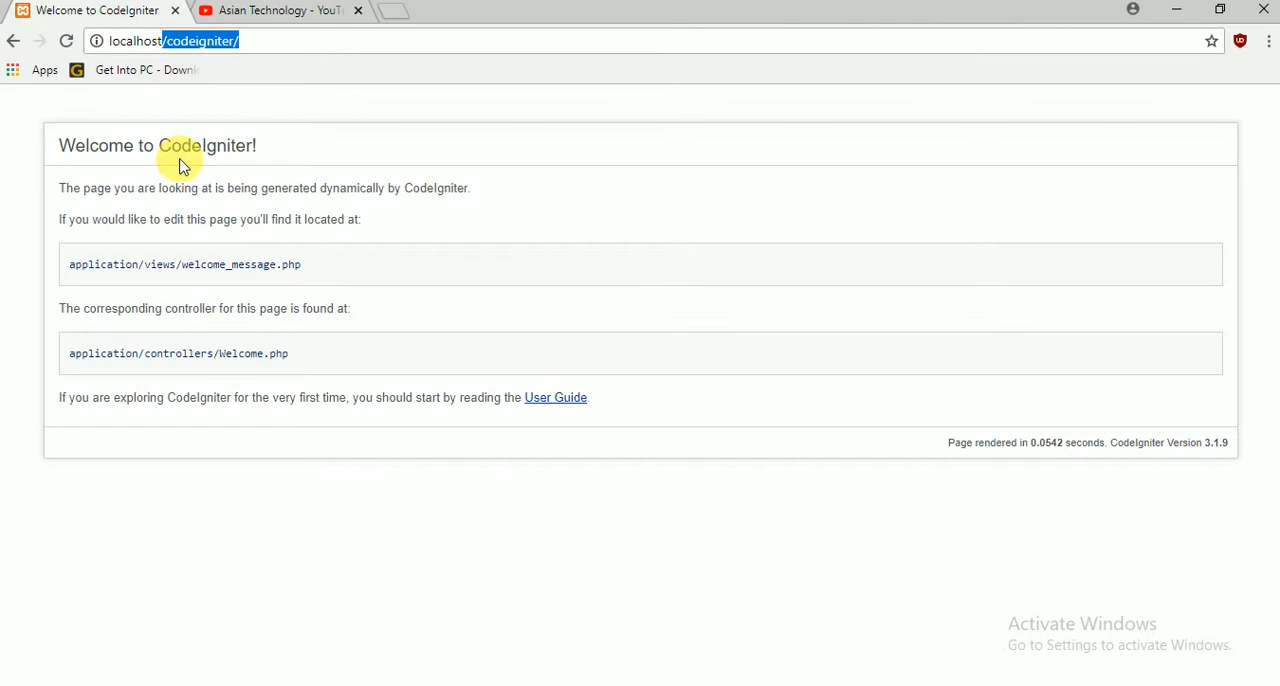 Welcome to CodeIgniter
Asian Technology - YouT
localhost/codeigniter/
Apps
Get Into PC - Downl
Welcome to CodeIgniter!
The page you are looking at is being generated dynamically by CodeIgniter.
If you would like to edit this page you'll find it located at:
application/views/welcome_message.php
The corresponding controller for this page is found at:
application/controllers/Welcome.php
If you are exploring CodeIgniter for the very first time, you should start by reading the User Guide.
Page rendered in 0.0542 seconds. CodeIgniter Version 3.1.9
Activate Windows
Go to Settings to activate Windows.